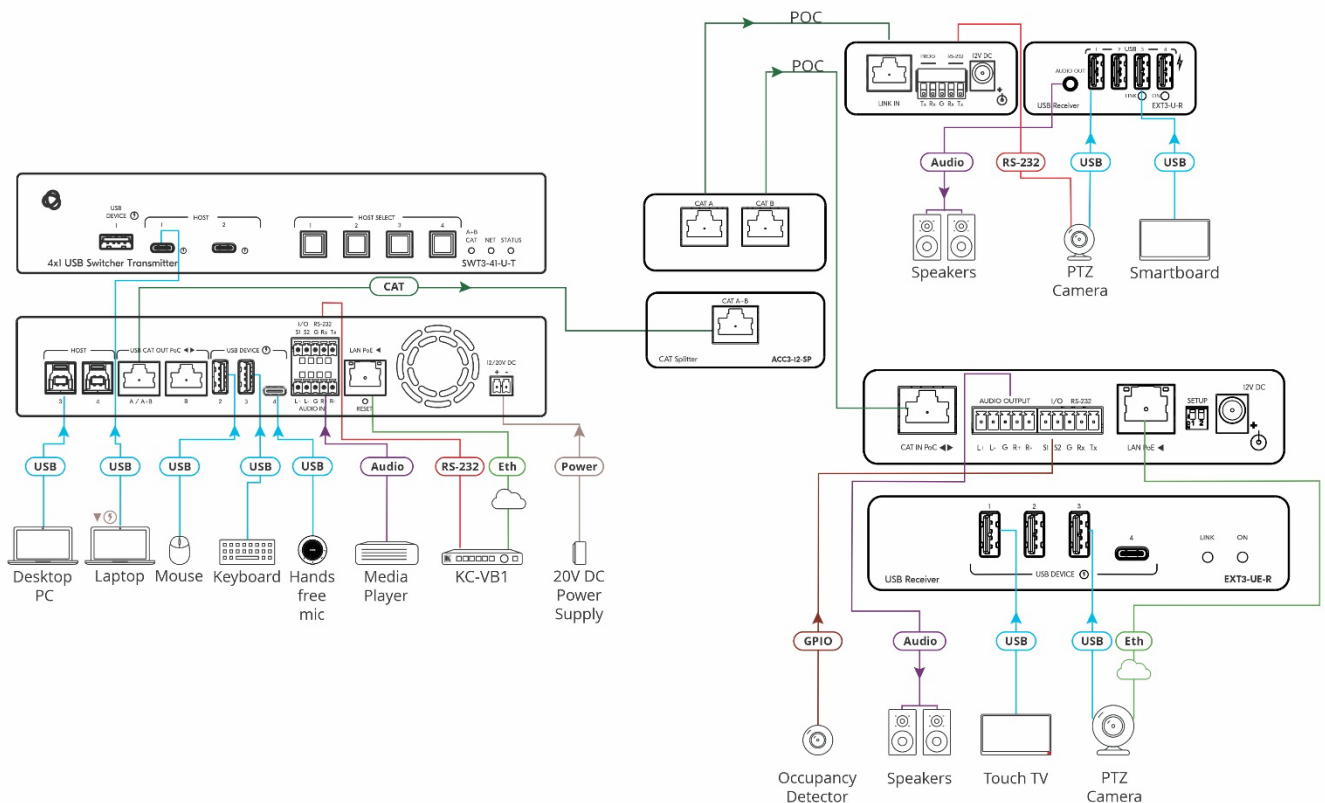 POC
POC
PROG RS-232 12V DC
LINK IN Tx Rx G Rx Tx
USB
1 2 3 4
AUDIO OUT
LINK ON
USB Receiver EXT3-U-R
Audio RS-232 USB USB
Speakers PTZ Camera Smartboard
CAT A CAT B
USB DEVICE
1
HOST
1 2
HOST SELECT
1 2 3 4
A-B
CAT NET STATUS
4x1 USB Switcher Transmitter SWT3-41-U-T
CAT
CAT A-B
CAT Splitter ACC3-12-SP
HOST USB CAT OUT PoC USB DEVICE
I/O RS-232
S1 S2 G Rx Tx
LAN PoE
12/20V DC
+ -
3 4 A / A-B B 2 3 4
L+ L- G R+ R-
AUDIO IN
RESET
USB USB USB USB USB Audio RS-232 Eth Power
Desktop PC
Laptop
Mouse
Keyboard
Hands free mic
Media Player
KC-VB1
20V DC Power Supply
AUDIO OUTPUT I/O RS-232 SETUP 12V DC
CAT IN PoC L+ L- G R+ R- S1 S2 G Rx Tx LAN PoE
1 2 3 4
USB DEVICE
LINK ON
USB Receiver EXT3-UE-R
GPIO Audio USB USB Eth
Occupancy Detector
Speakers
Touch TV
PTZ Camera